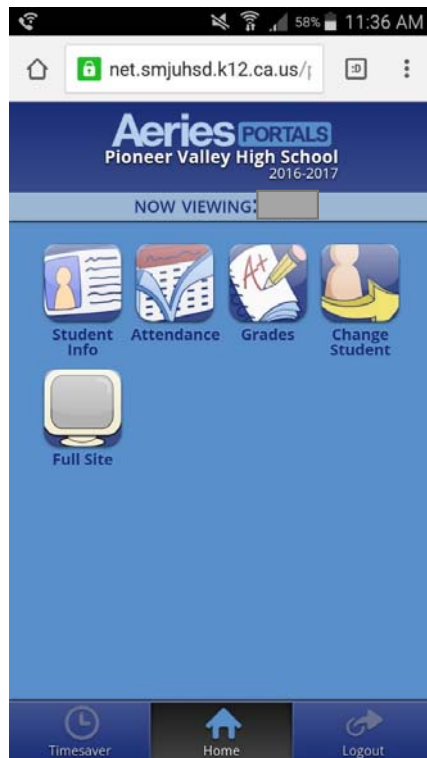 58% 11:36 AM
net.smjuhsd.k12.ca.us/
:D
Aeries PORTALS
Pioneer Valley High School
2016-2017
NOW VIEWING:
A+
Student Info
Attendance
Grades
Change Student
Full Site
Timesaver
Home
Logout